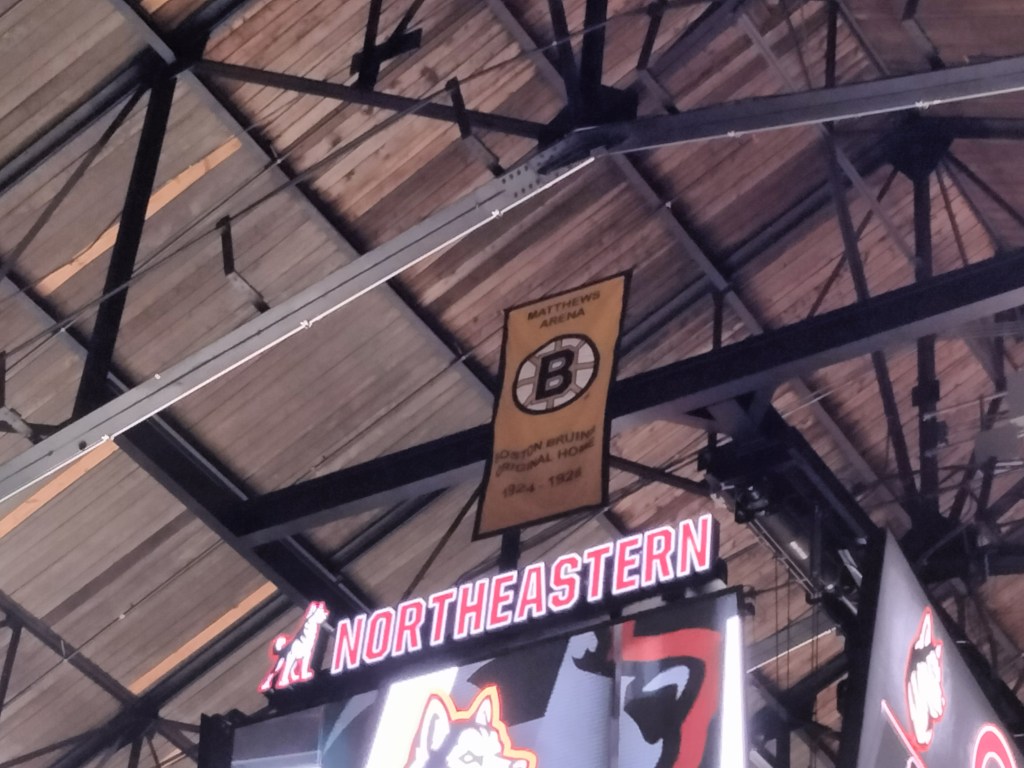 MATTHEWS
ARENA
B
BOSTON BRUINS
ORIGINAL HOME
1924 - 1928
NORTHEASTERN